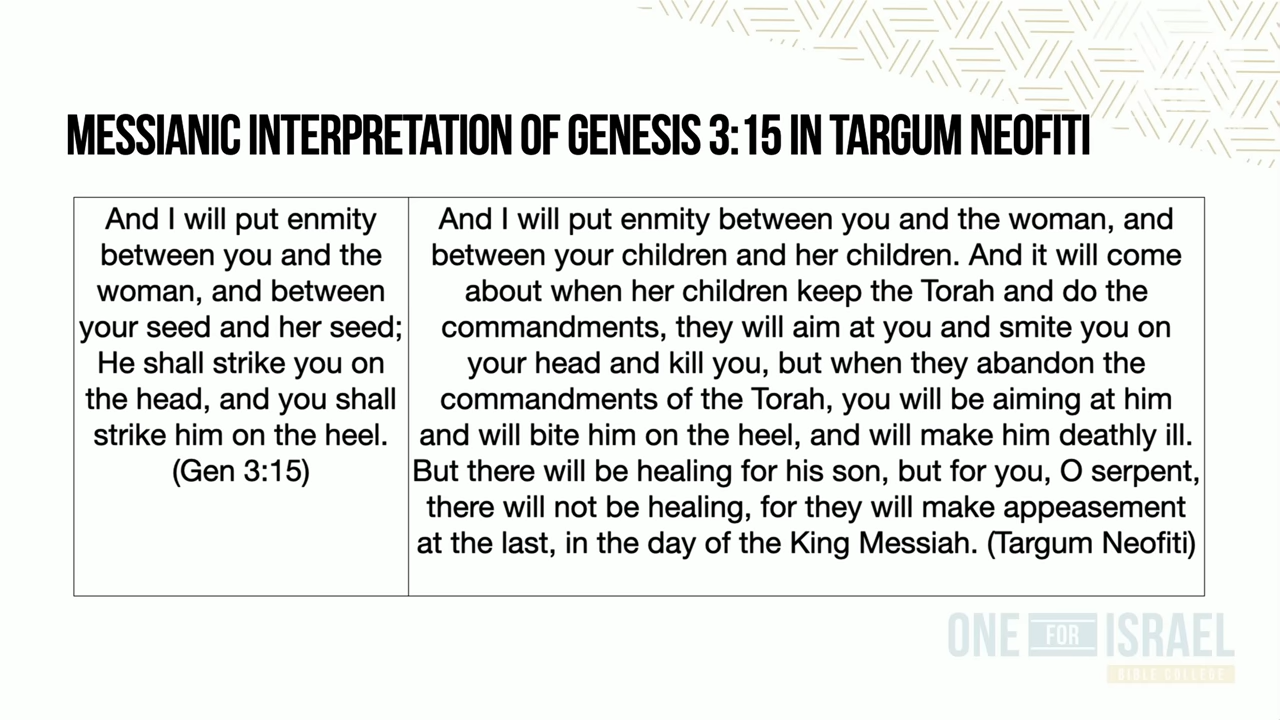 MESSIANIC INTERPRETATION OF GENESIS 3:15 IN TARGUM NEOFITI
And I will put enmity
between you and the
woman, and between
your seed and her seed;
He shall strike you on
the head, and you shall
strike him on the heel.
(Gen 3:15)
And I will put enmity between you and the woman, and
between your children and her children. And it will come
about when her children keep the Torah and do the
commandments, they will aim at you and smite you on
your head and kill you, but when they abandon the
commandments of the Torah, you will be aiming at him
and will bite him on the heel, and will make him deathly ill.
But there will be healing for his son, but for you, O serpent,
there will not be healing, for they will make appeasement
at the last, in the day of the King Messiah. (Targum Neofiti)
ONE FOR ISRAEL
BIBLE COLLEGE